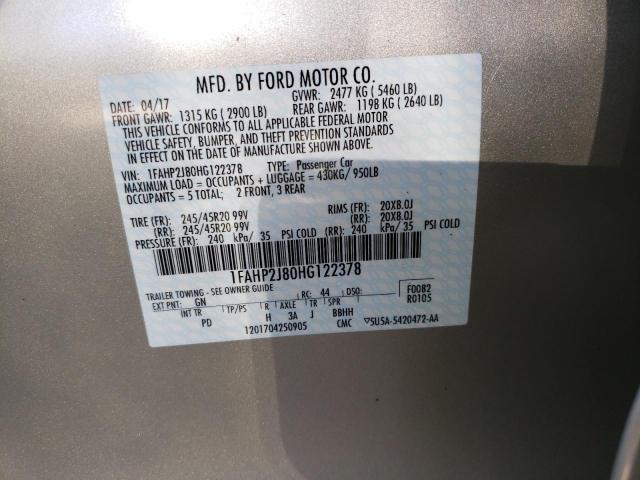 MFD. BY FORD MOTOR CO.
DATE: 04/17 GVWR: 2477 KG ( 5460 LB)
FRONT GAWR: 1315 KG ( 2900 LB) REAR GAWR: 1198 KG ( 2640 LB)
THIS VEHICLE CONFORMS TO ALL APPLICABLE FEDERAL MOTOR
VEHICLE SAFETY, BUMPER, AND THEFT PREVENTION STANDARDS
IN EFFECT ON THE DATE OF MANUFACTURE SHOWN ABOVE.
VIN: 1FAHP2J80HG122378 TYPE: Passenger Car
MAXIMUM LOAD = OCCUPANTS + LUGGAGE = 430KG/ 950LB
OCCUPANTS = 5 TOTAL; 2 FRONT, 3 REAR
TIRE (FR): 245/45R20 99V RIMS (FR): 20X8.0J
(RR): 245/45R20 99V (RR): 20X8.0J
PRESSURE (FR): 240 kPa/ 35 PSI COLD (RR): 240 kPa/ 35 PSI COLD
1FAHP2J80HG122378
TRAILER TOWING - SEE OWNER GUIDE RC: 44 DSO: F0082
EXT PNT: GN R0105
INT TR TP/PS R AXLE TR SPR
PD H 3A J BBHH
1201704250905 CMC ▽SU5A-5420472-AA